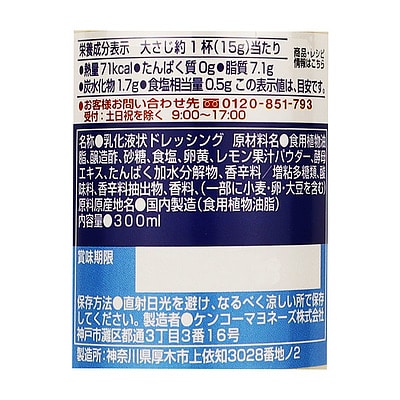 栄養成分表示 大さじ約1杯(15g)当たり
商品・レシピ
情報はこちら
●熱量71kcal●たんぱく質0g●脂質7.1g
●炭水化物1.7g●食塩相当量0.5g この表示値は、目安です。
●お客様お問い合わせ先 0120-851-793
受付:土日祝を除く 9:00〜17:00
名称●乳化液状ドレッシング 原材料名●食用植物油
脂、醸造酢、砂糖、食塩、卵黄、レモン果汁パウダー、酵母
エキス、たんぱく加水分解物、香辛料/増粘多糖類、酸
味料、香辛料抽出物、香料、(一部に小麦・卵・大豆を含む)
原料原産地名●国内製造(食用植物油脂)
内容量●300ml
賞味期限
保存方法●直射日光を避け、なるべく涼しい所で保存
してください。製造者●ケンコーマヨネーズ株式会社
神戸市灘区都通3丁目3番16号
製造所:神奈川県厚木市上依知3028番地ノ2